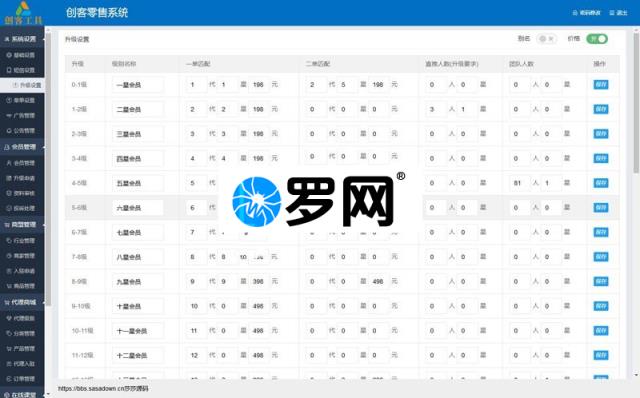 创客工具
创客零售系统
密码修改 退出
系统设置
基础设置
短信设置
升级设置
菜单设置
广告管理
公告管理
会员管理
会员管理
升级申请
资料审核
投诉处理
商盟管理
行业管理
商家管理
入驻申请
商品管理
代理商城
代理级别
分类管理
产品管理
代理入驻
订单管理
在线课堂
升级设置 别名 关 价格 开
升级 级别名称 一单匹配 二单匹配 直推人数(升级要求) 团队人数 操作
0-1级 一星会员 1 代 1 星 198 元 2 代 5 星 198 元 0 人 0 星 0 人 0 星 保存
1-2级 二星会员 2 代 2 星 198 元 0 代 0 星 0 元 3 人 1 星 0 人 0 星 保存
2-3级 三星会员 3 代 3 星 198 元 0 代 0 星 0 元 0 人 0 星 0 人 0 星 保存
3-4级 四星会员 4 代 4 星 198 元 0 代 0 星 0 元 0 人 0 星 0 人 0 星 保存
4-5级 五星会员 5 代 81 人 1 星 保存
5-6级 六星会员 6 0 人 0 星 0 人 0 星 保存
6-7级 七星会员 7 0 人 0 星 0 人 0 星 保存
7-8级 八星会员 8 代 8 星 元 0 代 0 星 0 元 0 人 0 星 0 人 0 星 保存
8-9级 九星会员 9 代 9 星 398 元 0 代 0 星 498 元 0 人 0 星 0 人 0 星 保存
9-10级 十星会员 10 代 0 星 498 元 0 代 0 星 0 元 0 人 0 星 0 人 0 星 保存
10-11级 十一星会员 11 代 0 星 498 元 0 代 0 星 0 元 0 人 0 星 0 人 0 星 保存
11-12级 十二星会员 12 代 0 星 498 元 0 代 0 星 0 元 0 人 0 星 0 人 0 星 保存
罗网®
https://bbs.sasadown.cn莎莎源码